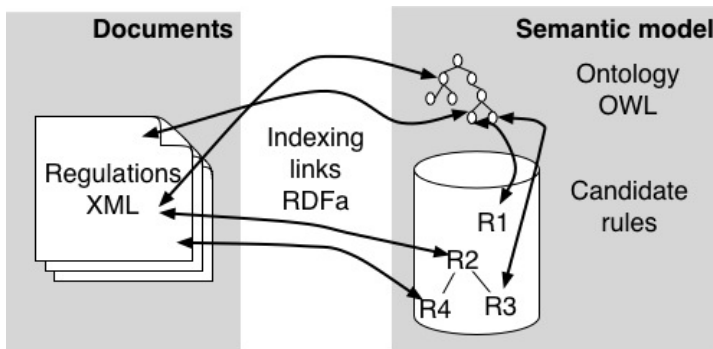 Documents
Semantic model
Ontology
OWL
Indexing
links
RDFa
Regulations
XML
Candidate
rules
R1
R2
R4
R3